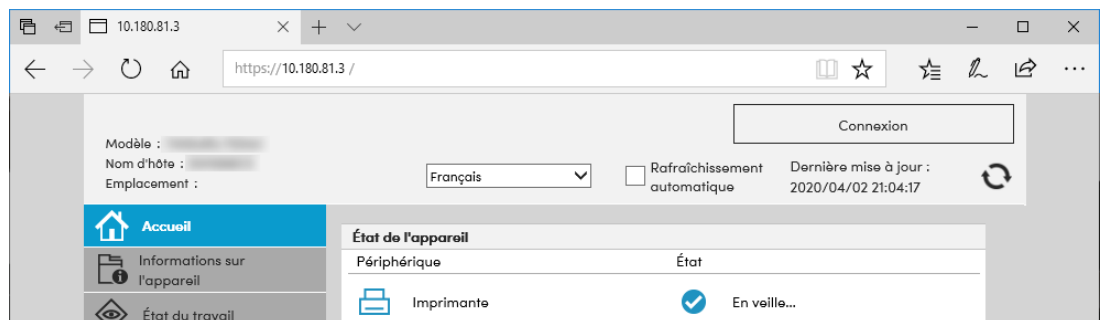 10.180.81.3
https://10.180.81.3 /
Connexion
Modèle :
Nom d'hôte :
Emplacement :
Français
Rafraîchissement
automatique
Dernière mise à jour :
2020/04/02 21:04:17
Accueil
Informations sur
l'appareil
État du travail
État de l'appareil
Périphérique État
Imprimante En veille...